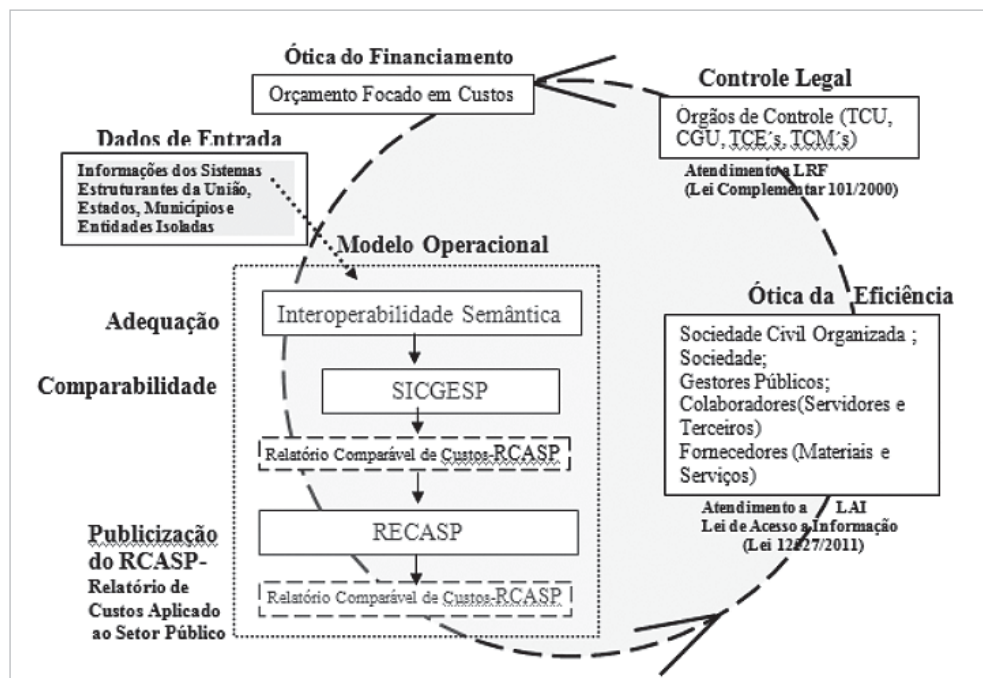 Ótica do Financiamento
Orçamento Focado em Custos
Controle Legal
Órgãos de Controle (TCU,
CGU, TCE´s, TCM´s)
Atendimento a LRF
(Lei Complementar 101/2000)
Dados de Entrada
Informações dos Sistemas
Estruturantes da União,
Estados, Municípios e
Entidades Isoladas
Modelo Operacional
Adequação
Interoperabilidade Semântica
Comparabilidade
SICGESP
Relatório Comparável de Custos-RCASP
Publicização
do RCASP-
Relatório de
Custos Aplicado
ao Setor Público
RECASP
Relatório Comparável de Custos-RCASP
Ótica da Eficiência
Sociedade Civil Organizada ;
Sociedade;
Gestores Públicos;
Colaboradores(Servidores e
Terceiros)
Fornecedores (Materiais e
Serviços)
Atendimento a LAI
Lei de Acesso a Informação
(Lei 12527/2011)